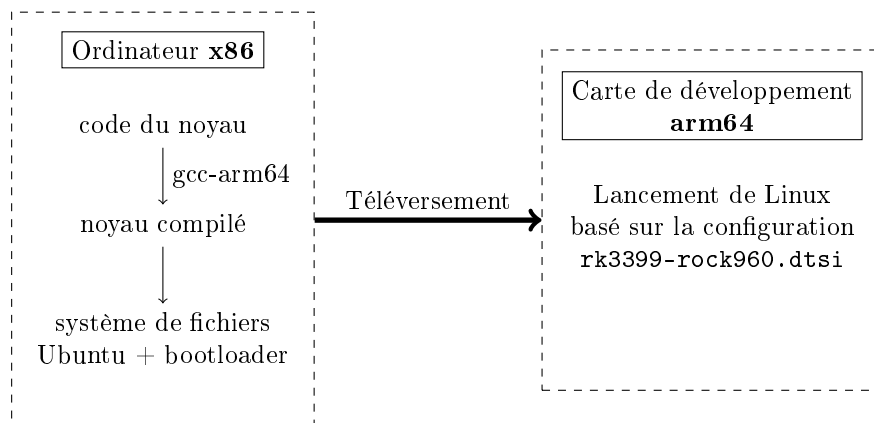 Ordinateur x86
code du noyau
gcc-arm64
noyau compilé
système de fichiers
Ubuntu + bootloader
Téléversement
Carte de développement
arm64
Lancement de Linux
basé sur la configuration
rk3399-rock960.dtsi